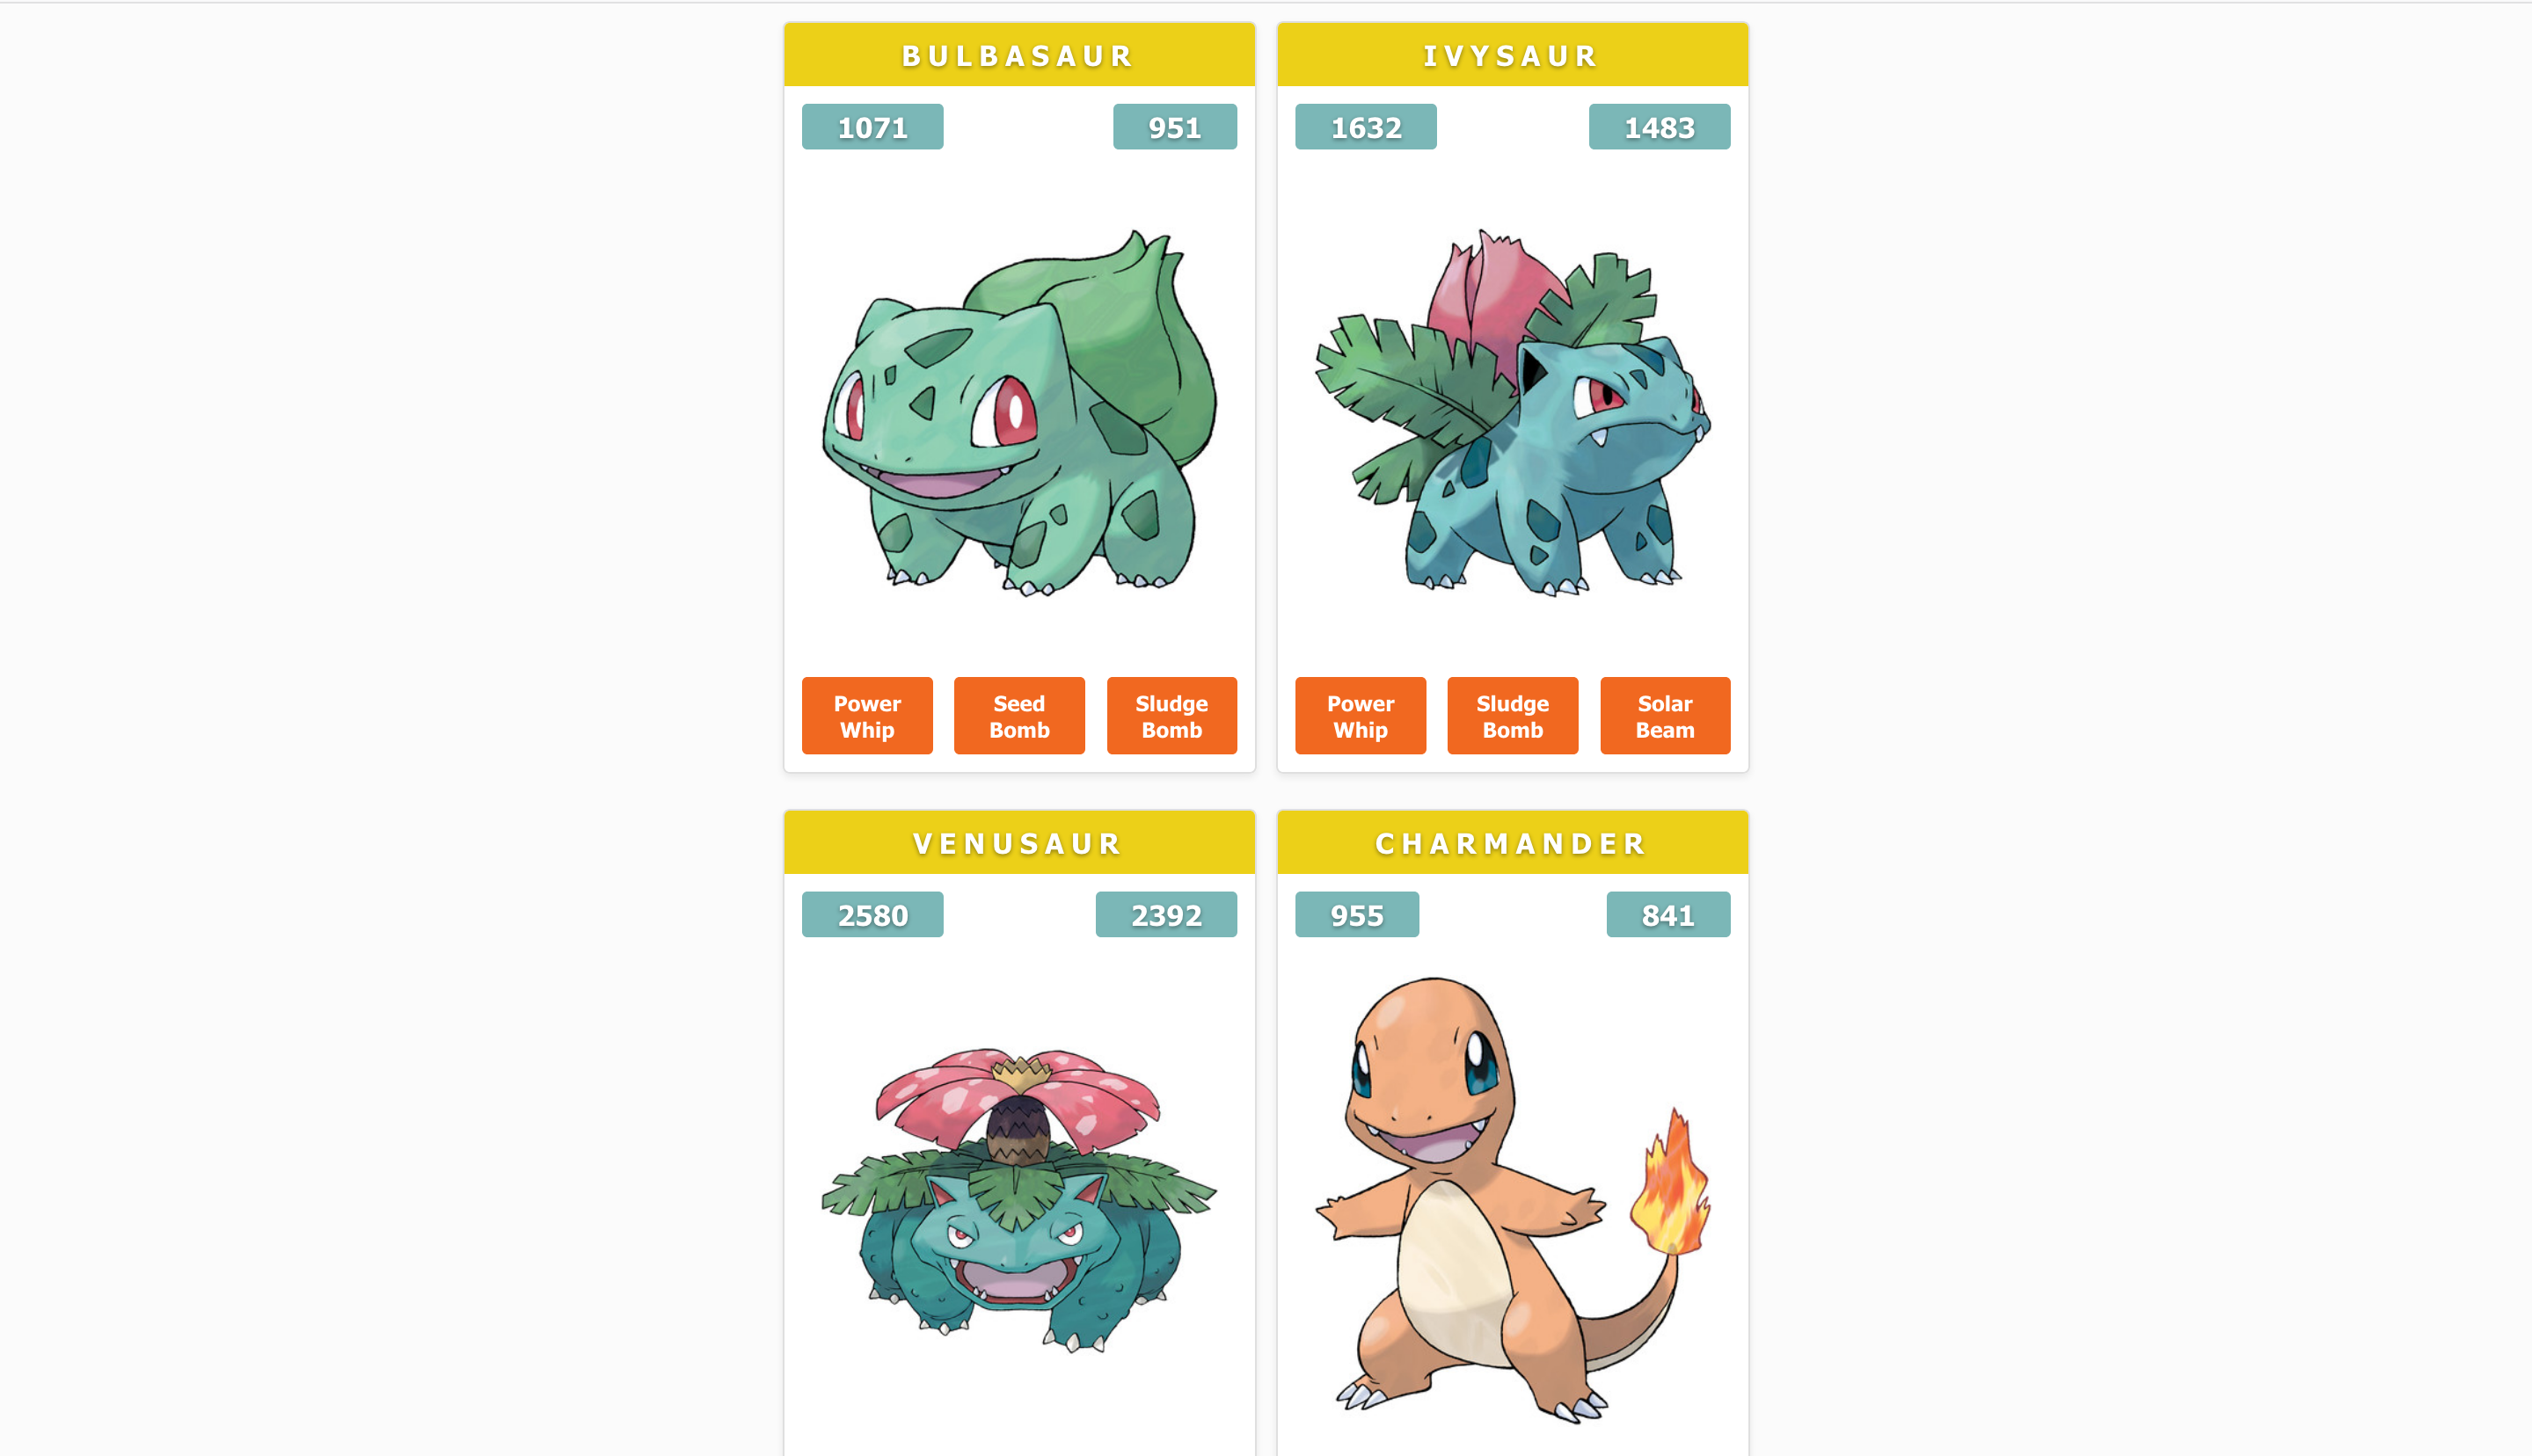 BULBASAUR
1071 951
Power Whip
Seed Bomb
Sludge Bomb
IVYSAUR
1632 1483
Power Whip
Sludge Bomb
Solar Beam
VENUSAUR
2580 2392
CHARMANDER
955 841